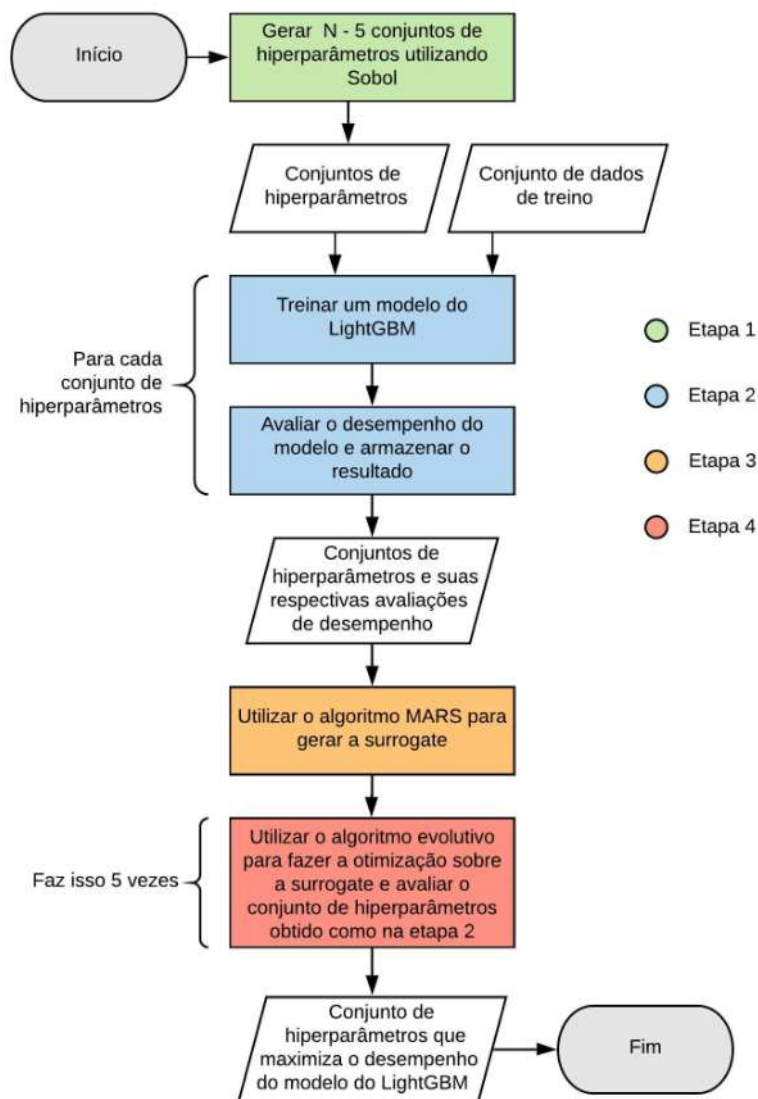 Início
Gerar N - 5 conjuntos de
hiperparâmetros utilizando
Sobol
Conjuntos de
hiperparâmetros
Conjunto de dados
de treino
Para cada
conjunto de
hiperparâmetros
Treinar um modelo do
LightGBM
Avaliar o desempenho do
modelo e armazenar o
resultado
Etapa 1
Etapa 2
Etapa 3
Etapa 4
Conjuntos de
hiperparâmetros e suas
respectivas avaliações
de desempenho
Utilizar o algoritmo MARS para
gerar a surrogate
Faz isso 5 vezes
Utilizar o algoritmo evolutivo
para fazer a otimização sobre
a surrogate e avaliar o
conjunto de hiperparâmetros
obtido como na etapa 2
Conjunto de
hiperparâmetros que
maximiza o desempenho
do modelo do LightGBM
Fim